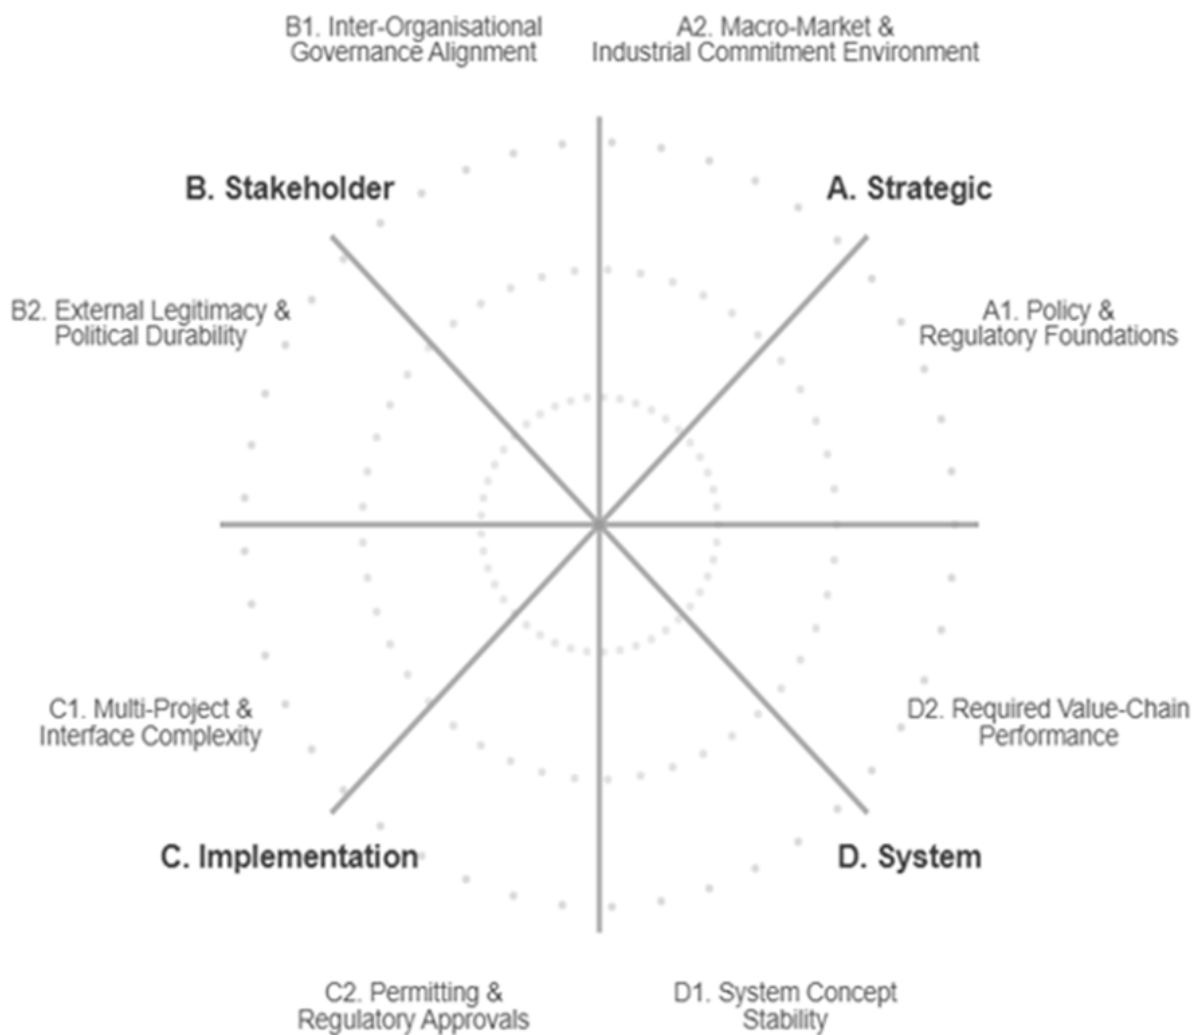 B1. Inter-Organisational
Governance Alignment
A2. Macro-Market &
Industrial Commitment Environment
B. Stakeholder
A. Strategic
B2. External Legitimacy &
Political Durability
A1. Policy &
Regulatory Foundations
C1. Multi-Project &
Interface Complexity
D2. Required Value-Chain
Performance
C. Implementation
D. System
C2. Permitting &
Regulatory Approvals
D1. System Concept
Stability